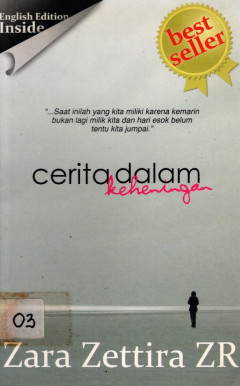 English Edition
Inside
best
seller
"...Saat inilah yang kita miliki karena kemarin
bukan lagi milik kita dan hari esok belum
tentu kita jumpai."
cerita dalam
keheningan
03
Zara Zettira ZR